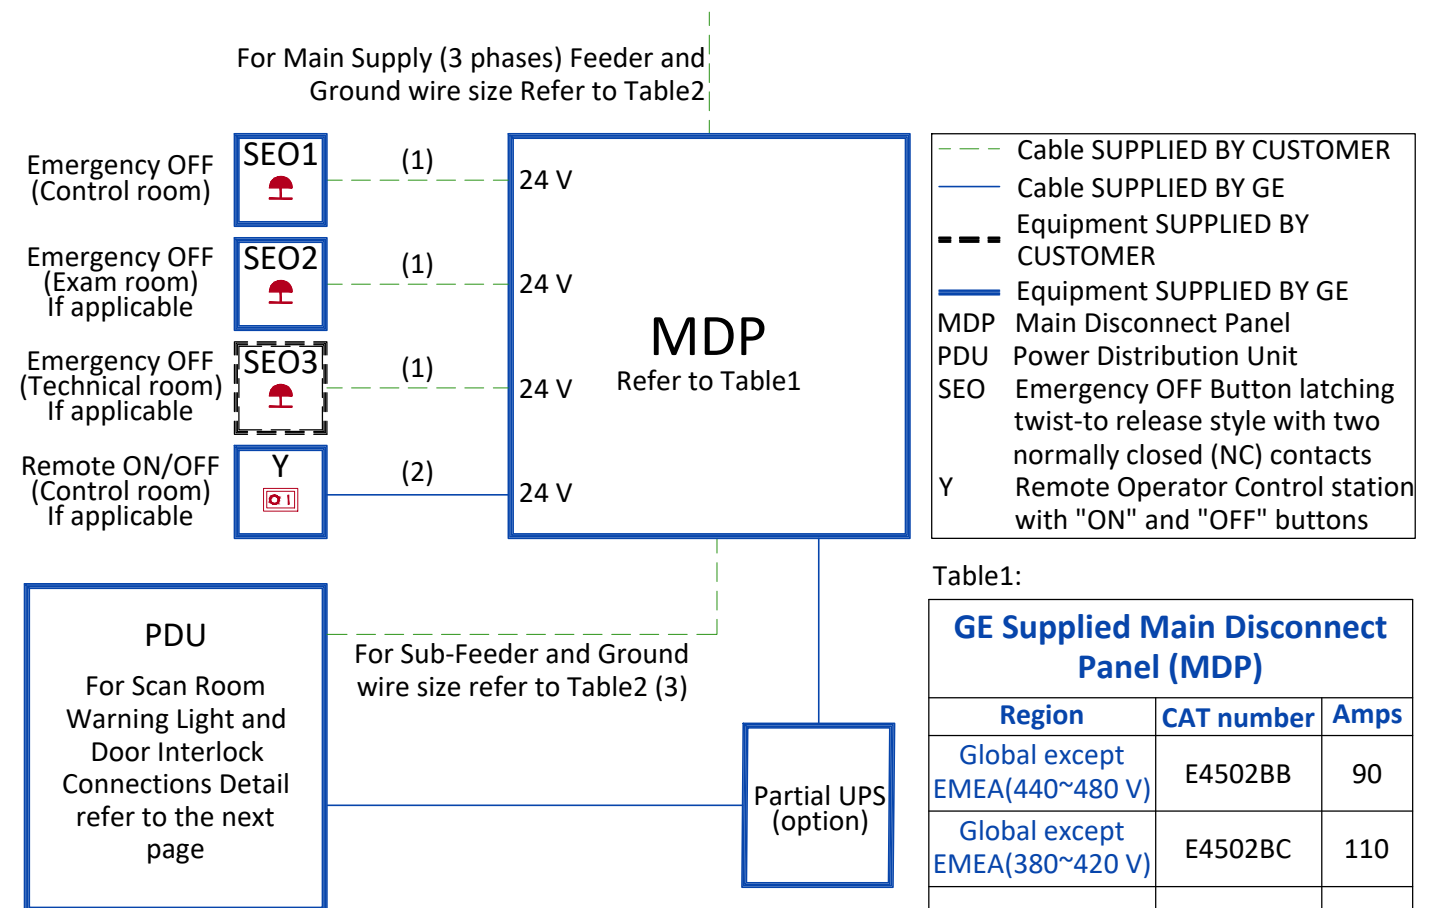 For Main Supply (3 phases) Feeder and
Ground wire size Refer to Table2
Emergency OFF
(Control room)
SEO1
(1)
24 V
Emergency OFF
(Exam room)
If applicable
SEO2
(1)
24 V
Emergency OFF
(Technical room)
If applicable
SEO3
(1)
24 V
Remote ON/OFF
(Control room)
If applicable
Y
(2)
24 V
MDP
Refer to Table1
Cable SUPPLIED BY CUSTOMER
Cable SUPPLIED BY GE
Equipment SUPPLIED BY
CUSTOMER
Equipment SUPPLIED BY GE
MDP Main Disconnect Panel
PDU Power Distribution Unit
SEO Emergency OFF Button latching
twist-to release style with two
normally closed (NC) contacts
Y Remote Operator Control station
with "ON" and "OFF" buttons
PDU
For Scan Room
Warning Light and
Door Interlock
Connections Detail
refer to the next
page
For Sub-Feeder and Ground
wire size refer to Table2 (3)
Partial UPS
(option)
Table1:
GE Supplied Main Disconnect
Panel (MDP)
Region CAT number Amps
Global except
EMEA(440~480 V) E4502BB 90
Global except
EMEA(380~420 V) E4502BC 110